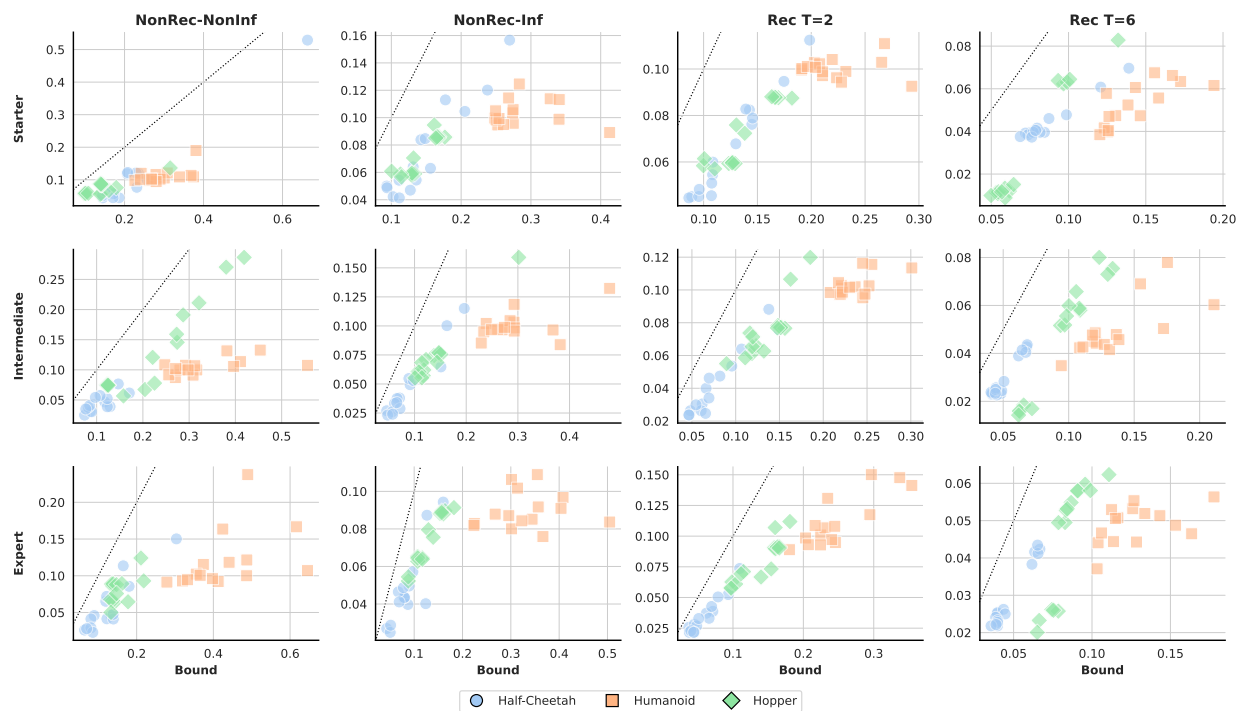 NonRec-NonInf NonRec-Inf Rec T=2 Rec T=6
Starter
0.5 0.4 0.3 0.2 0.1
0.2 0.4 0.6
0.16 0.14 0.12 0.10 0.08 0.06 0.04
0.1 0.2 0.3 0.4
0.10 0.08 0.06
0.10 0.15 0.20 0.25 0.30
0.08 0.06 0.04 0.02
0.05 0.10 0.15 0.20
Intermediate
0.25 0.20 0.15 0.10 0.05
0.1 0.2 0.3 0.4 0.5
0.150 0.125 0.100 0.075 0.050 0.025
0.2 0.4
0.12 0.10 0.08 0.06 0.04 0.02
0.05 0.10 0.15 0.20 0.25 0.30
0.08 0.06 0.04 0.02
0.05 0.10 0.15 0.20
Expert
0.20 0.15 0.10 0.05
0.2 0.4 0.6
0.10 0.08 0.06 0.04
0.1 0.2 0.3 0.4 0.5
0.150 0.125 0.100 0.075 0.050 0.025
0.1 0.2 0.3
0.06 0.05 0.04 0.03 0.02
0.05 0.10 0.15
Bound Bound Bound Bound
Half-Cheetah Humanoid Hopper